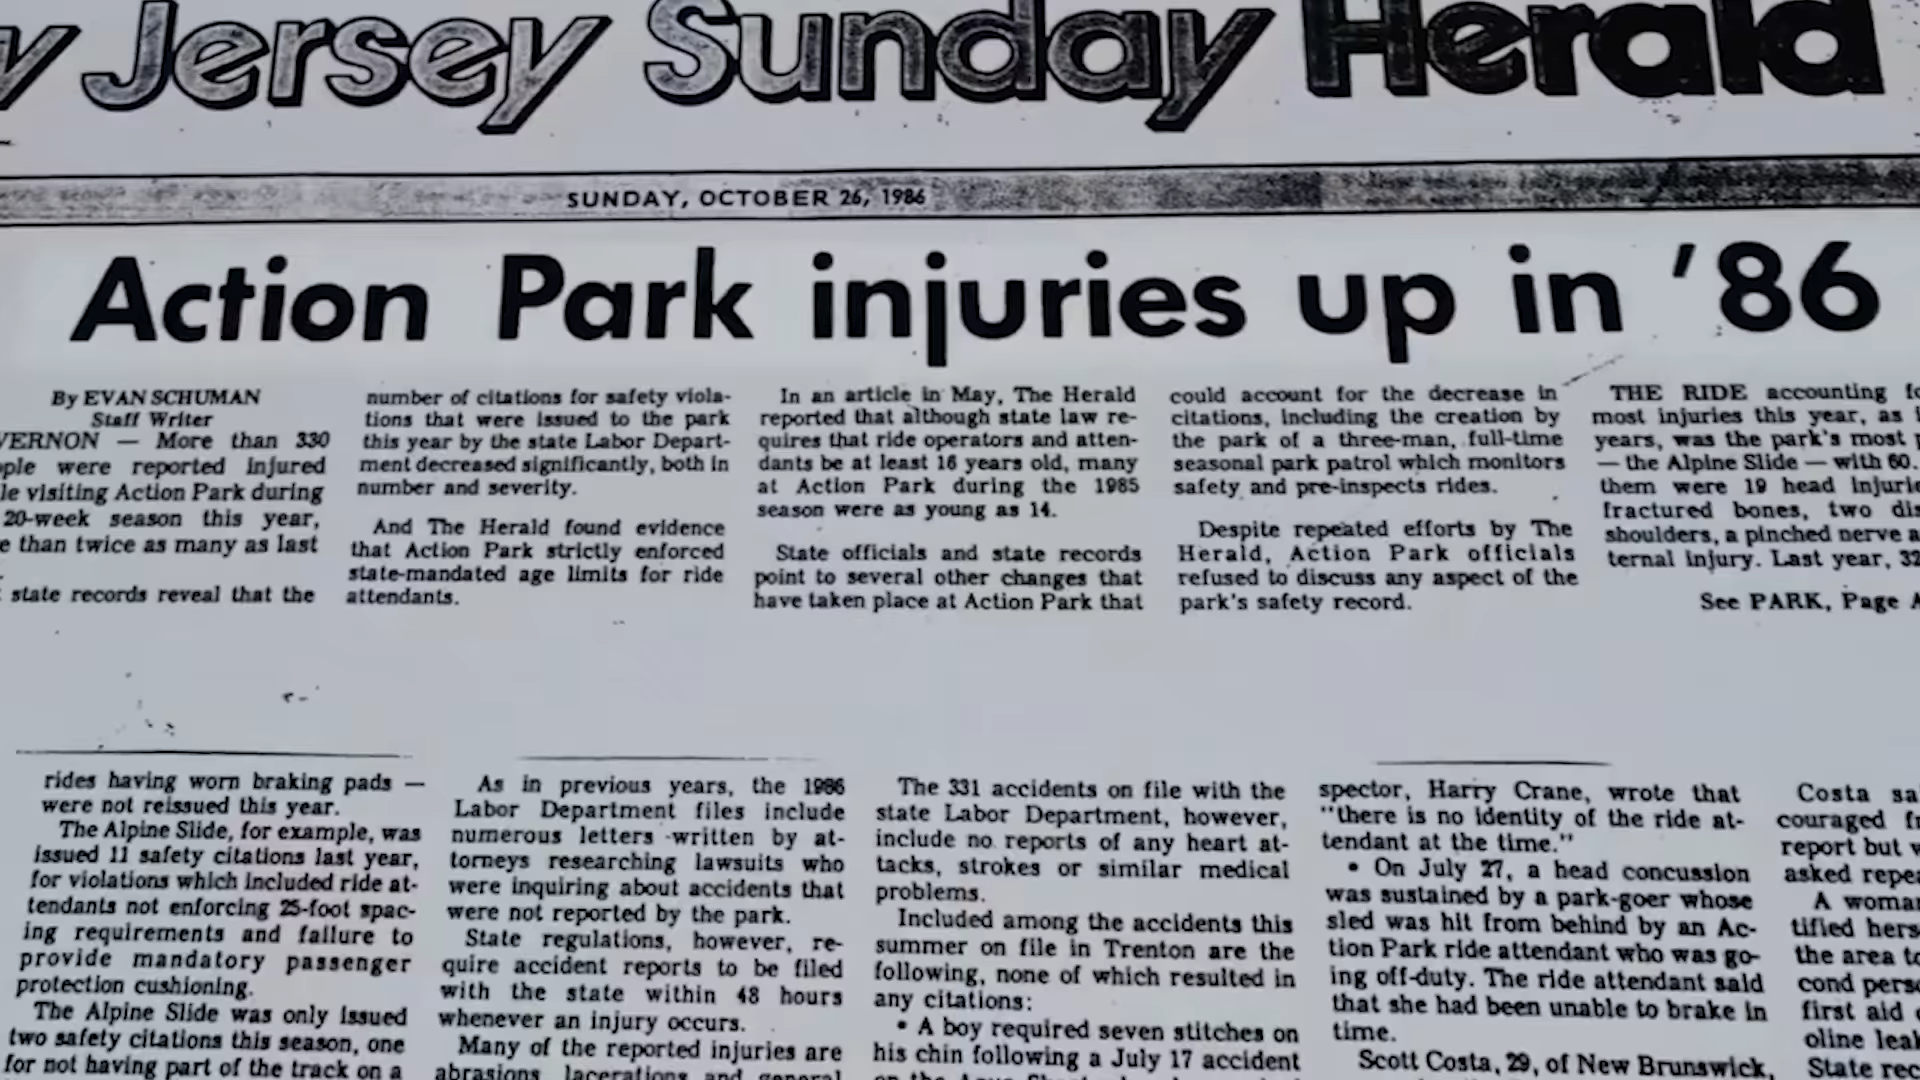 Jersey Sunday Herald
SUNDAY, OCTOBER 26, 1986
Action Park injuries up in '86
By EVAN SCHUMAN
Staff Writer
VERNON — More than 330
ple were reported injured
le visiting Action Park during
20-week season this year,
e than twice as many as last
state records reveal that the
number of citations for safety viola-
tions that were issued to the park
this year by the state Labor Depart-
ment decreased significantly, both in
number and severity.
And The Herald found evidence
that Action Park strictly enforced
state-mandated age limits for ride
attendants.
In an article in May, The Herald
reported that although state law re-
quires that ride operators and atten-
dants be at least 16 years old, many
at Action Park during the 1985
season were as young as 14.
State officials and state records
point to several other changes that
have taken place at Action Park that
could account for the decrease in
citations, including the creation by
the park of a three-man, full-time
seasonal park patrol which monitors
safety and pre-inspects rides.
Despite repeated efforts by The
Herald, Action Park officials
refused to discuss any aspect of the
park's safety record.
THE RIDE accounting fo
most injuries this year, as i
years, was the park's most p
— the Alpine Slide — with 60.
them were 19 head injurie
fractured bones, two dis
shoulders, a pinched nerve a
ternal injury. Last year, 32
See PARK, Page A
rides having worn braking pads —
were not reissued this year.
The Alpine Slide, for example, was
issued 11 safety citations last year,
for violations which included ride at-
tendants not enforcing 25-foot spac-
ing requirements and failure to
provide mandatory passenger
protection cushioning.
The Alpine Slide was only issued
two safety citations this season, one
for not having part of the track on a
As in previous years, the 1986
Labor Department files include
numerous letters written by at-
torneys researching lawsuits who
were inquiring about accidents that
were not reported by the park.
State regulations, however, re-
quire accident reports to be filed
with the state within 48 hours
whenever an injury occurs.
Many of the reported injuries are
abrasions, lacerations and general
The 331 accidents on file with the
state Labor Department, however,
include no reports of any heart at-
tacks, strokes or similar medical
problems.
Included among the accidents this
summer on file in Trenton are the
following, none of which resulted in
any citations:
• A boy required seven stitches on
his chin following a July 17 accident
spector, Harry Crane, wrote that
"there is no identity of the ride at-
tendant at the time."
• On July 27, a head concussion
was sustained by a park-goer whose
sled was hit from behind by an Ac-
tion Park ride attendant who was go-
ing off-duty. The ride attendant said
that she had been unable to brake in
time.
Scott Costa, 29, of New Brunswick,
Costa sa
couraged fr
report but w
asked repea
A woman
tified hers
the area to
cond perso
first aid
oline leak
State rec